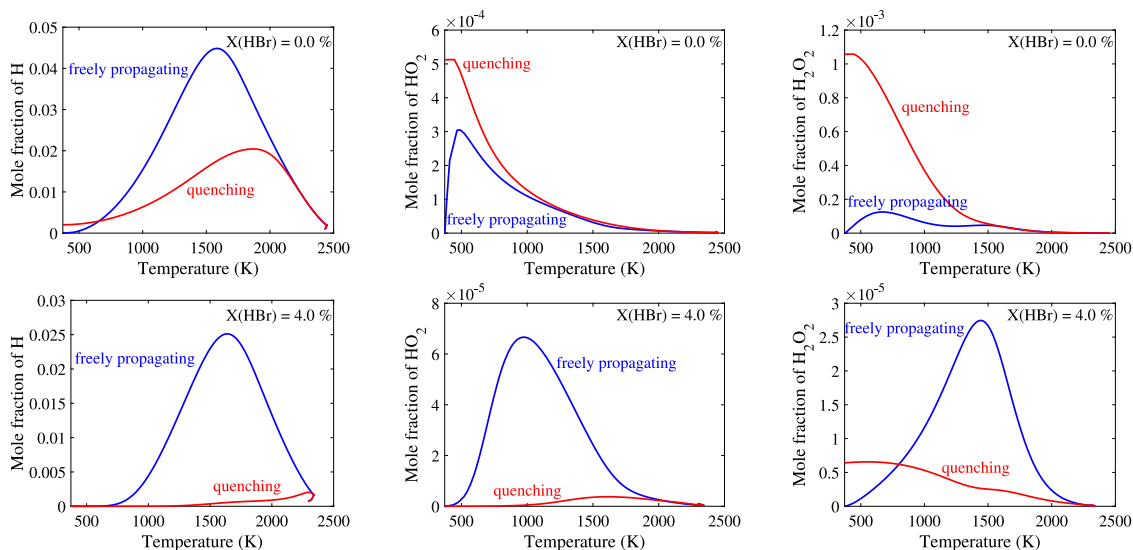 X(HBr) = 0.0 %
freely propagating
quenching
Mole fraction of H
0.05
0.04
0.03
0.02
0.01
0
500 1000 1500 2000 2500
Temperature (K)
×10⁻⁴
X(HBr) = 0.0 %
quenching
freely propagating
Mole fraction of HO₂
6
5
4
3
2
1
0
500 1000 1500 2000 2500
Temperature (K)
×10⁻³
X(HBr) = 0.0 %
quenching
freely propagating
Mole fraction of H₂O₂
1.2
1
0.8
0.6
0.4
0.2
0
500 1000 1500 2000 2500
Temperature (K)
X(HBr) = 4.0 %
freely propagating
quenching
Mole fraction of H
0.03
0.025
0.02
0.015
0.01
0.005
0
500 1000 1500 2000 2500
Temperature (K)
×10⁻⁵
X(HBr) = 4.0 %
freely propagating
quenching
Mole fraction of HO₂
8
6
4
2
0
500 1000 1500 2000 2500
Temperature (K)
×10⁻⁵
X(HBr) = 4.0 %
freely propagating
quenching
Mole fraction of H₂O₂
3
2.5
2
1.5
1
0.5
0
500 1000 1500 2000 2500
Temperature (K)